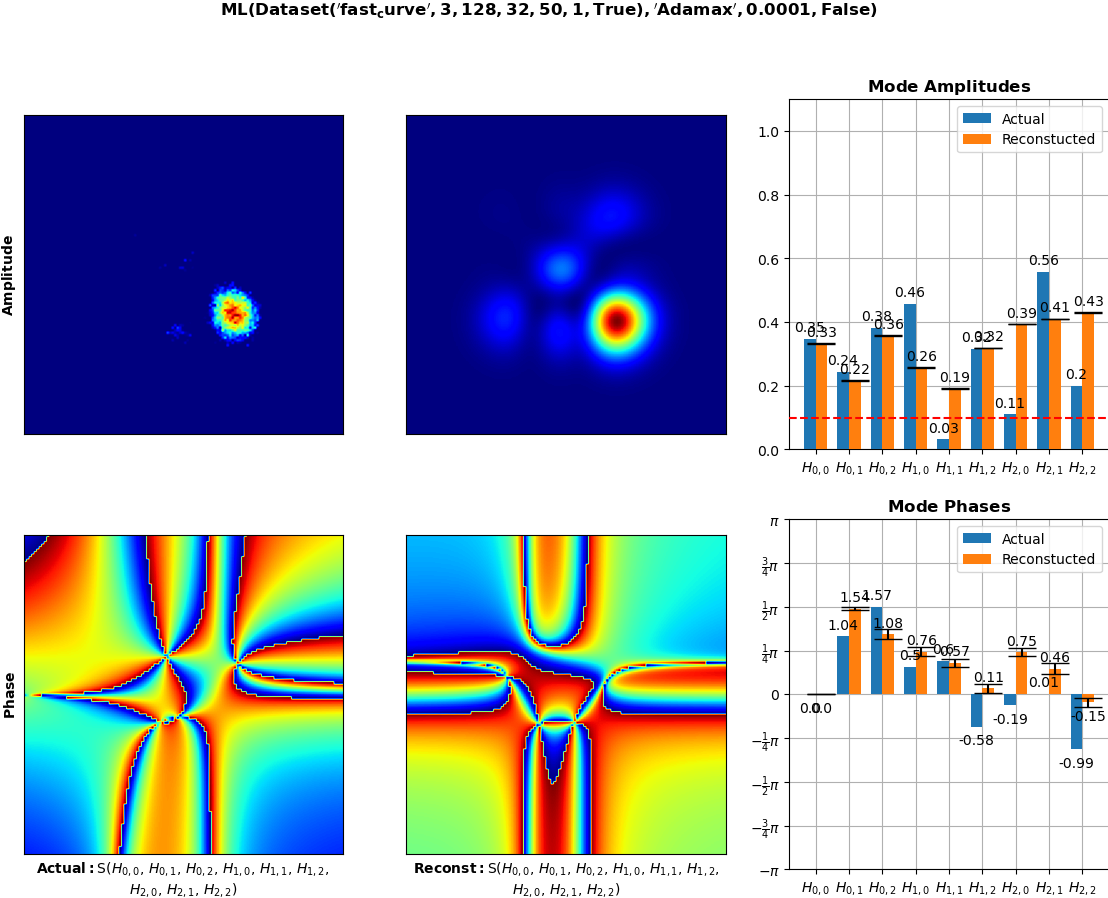 ML(Dataset(′fast_curve′, 3, 128, 32, 50, 1, True), ′Adamax′, 0.0001, False)
Amplitude
Mode Amplitudes
Actual
Reconstucted
1.0
0.8
0.6
0.4
0.2
0.0
0.35
0.33
0.24
0.22
0.38
0.36
0.46
0.26
0.03
0.19
0.32
0.32
0.11
0.39
0.56
0.41
0.2
0.43
H0,0 H0,1 H0,2 H1,0 H1,1 H1,2 H2,0 H2,1 H2,2
Phase
Mode Phases
Actual
Reconstucted
π
3/4π
1/2π
1/4π
0
−1/4π
−1/2π
−3/4π
−π
0.0
0.0
1.04
1.54
1.57
1.08
0.5
0.76
0.6
0.57
-0.58
0.11
-0.19
0.75
0.01
0.46
-0.99
-0.15
H0,0 H0,1 H0,2 H1,0 H1,1 H1,2 H2,0 H2,1 H2,2
Actual: S(H0,0, H0,1, H0,2, H1,0, H1,1, H1,2,
H2,0, H2,1, H2,2)
Reconst: S(H0,0, H0,1, H0,2, H1,0, H1,1, H1,2,
H2,0, H2,1, H2,2)